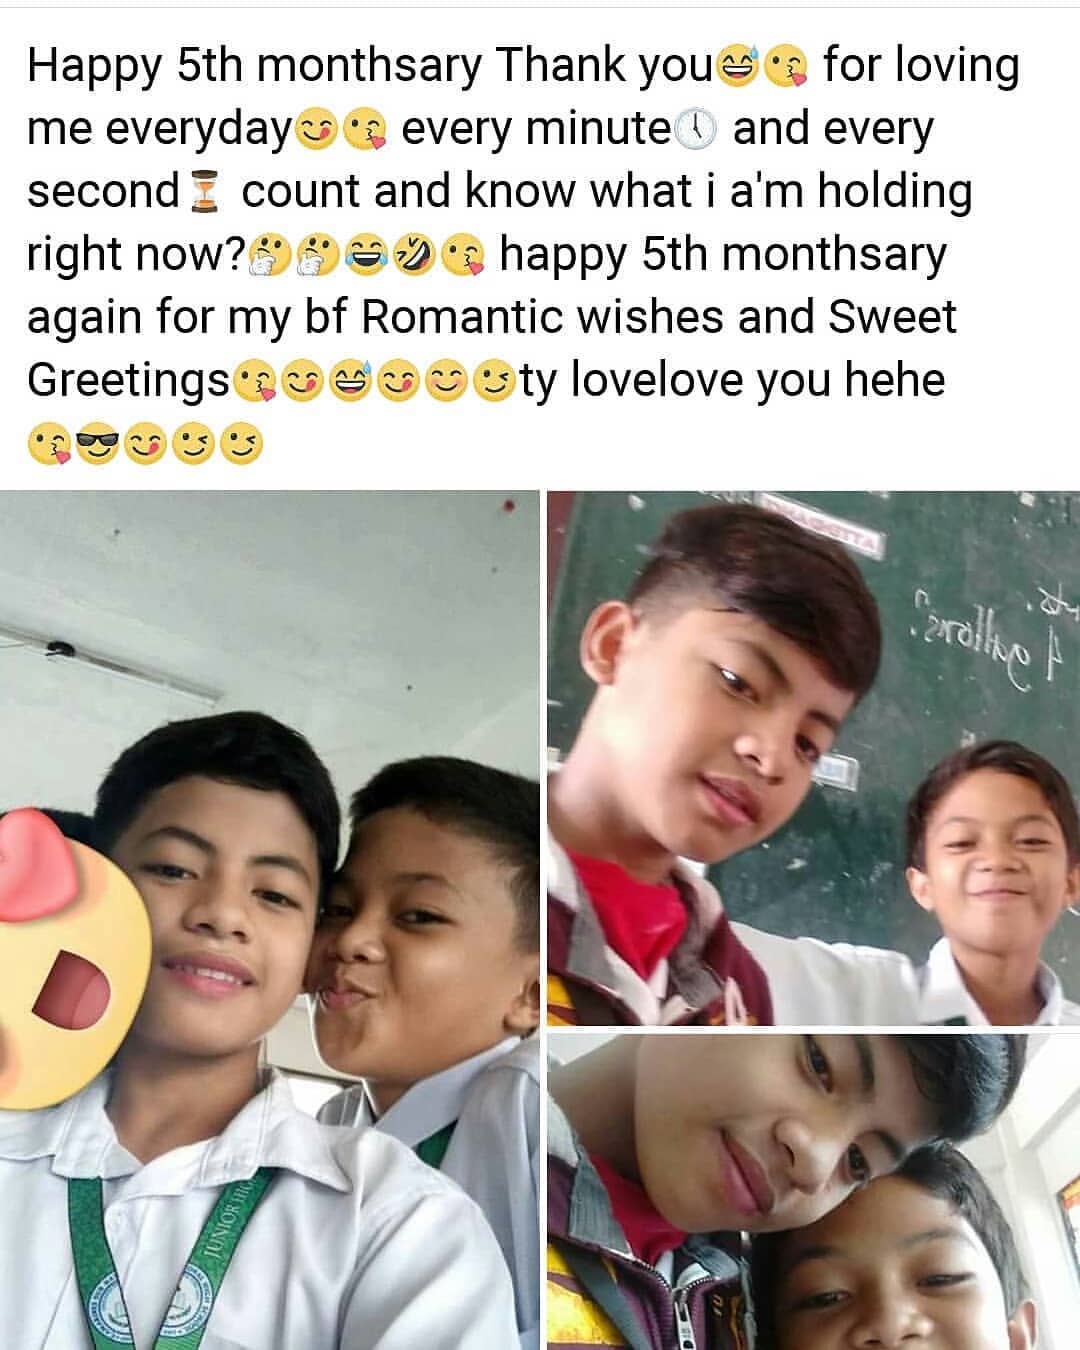 Happy 5th monthsary Thank you😅😘 for loving
me everyday😋😘 every minute🕔 and every
second⏳ count and know what i a'm holding
right now?🤔🤔😂🤣😘 happy 5th monthsary
again for my bf Romantic wishes and Sweet
Greetings😘😋😅😋😊😉ty lovelove you hehe
😘😎😋😉😉
JUNIOR HIG